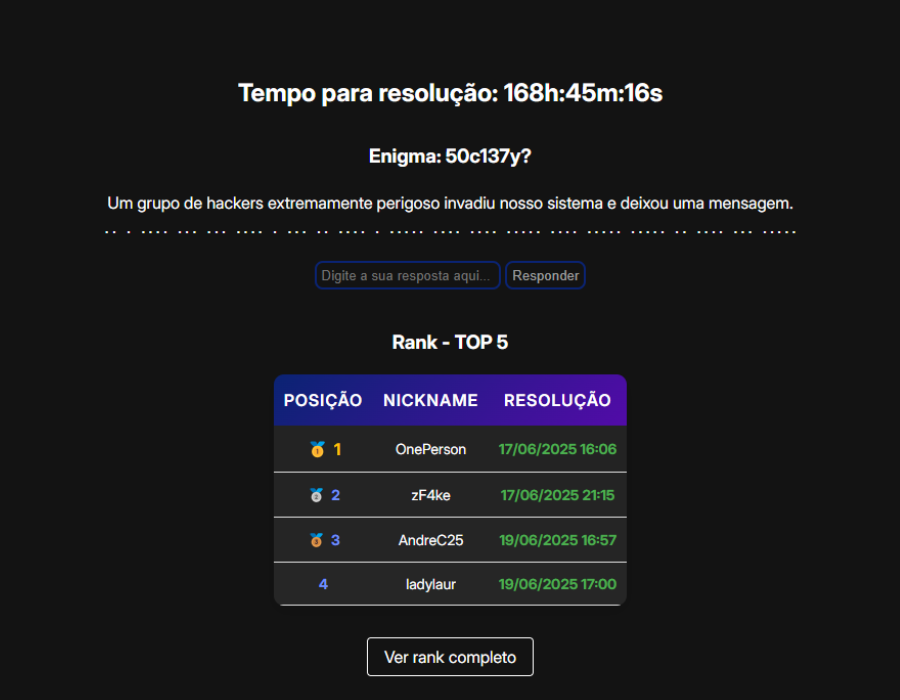 Tempo para resolução: 168h:45m:16s
Enigma: 50c137y?
Um grupo de hackers extremamente perigoso invadiu nosso sistema e deixou uma mensagem.
.. . .... ... ... .... . ... .. .... . ..... .... .... ..... .... ..... ..... .. .... ... .....
Digite a sua resposta aqui... Responder
Rank - TOP 5
POSIÇÃO NICKNAME RESOLUÇÃO
1 OnePerson 17/06/2025 16:06
2 zF4ke 17/06/2025 21:15
3 AndreC25 19/06/2025 16:57
4 ladylaur 19/06/2025 17:00
Ver rank completo